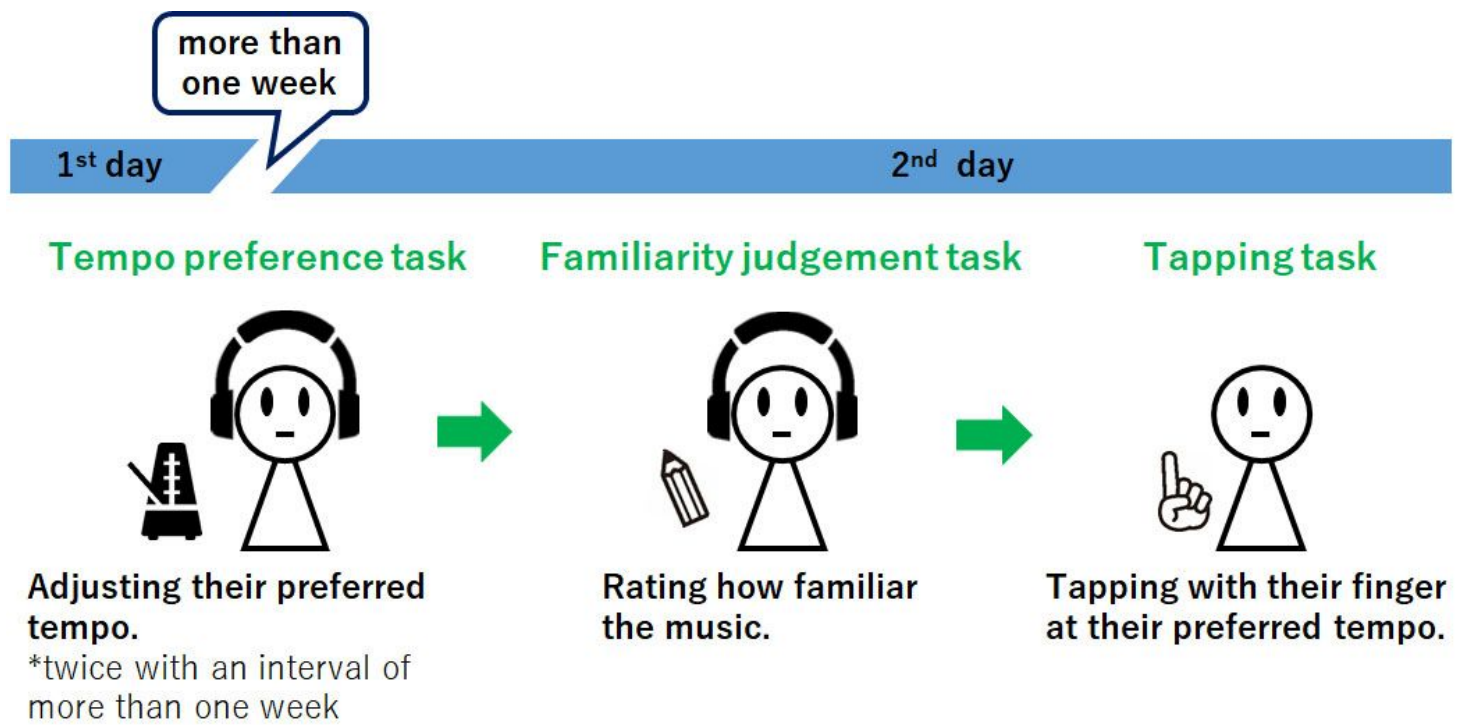 more than
one week
1st day
2nd day
Tempo preference task
Familiarity judgement task
Tapping task
Adjusting their preferred
tempo.
*twice with an interval of
more than one week
Rating how familiar
the music.
Tapping with their finger
at their preferred tempo.